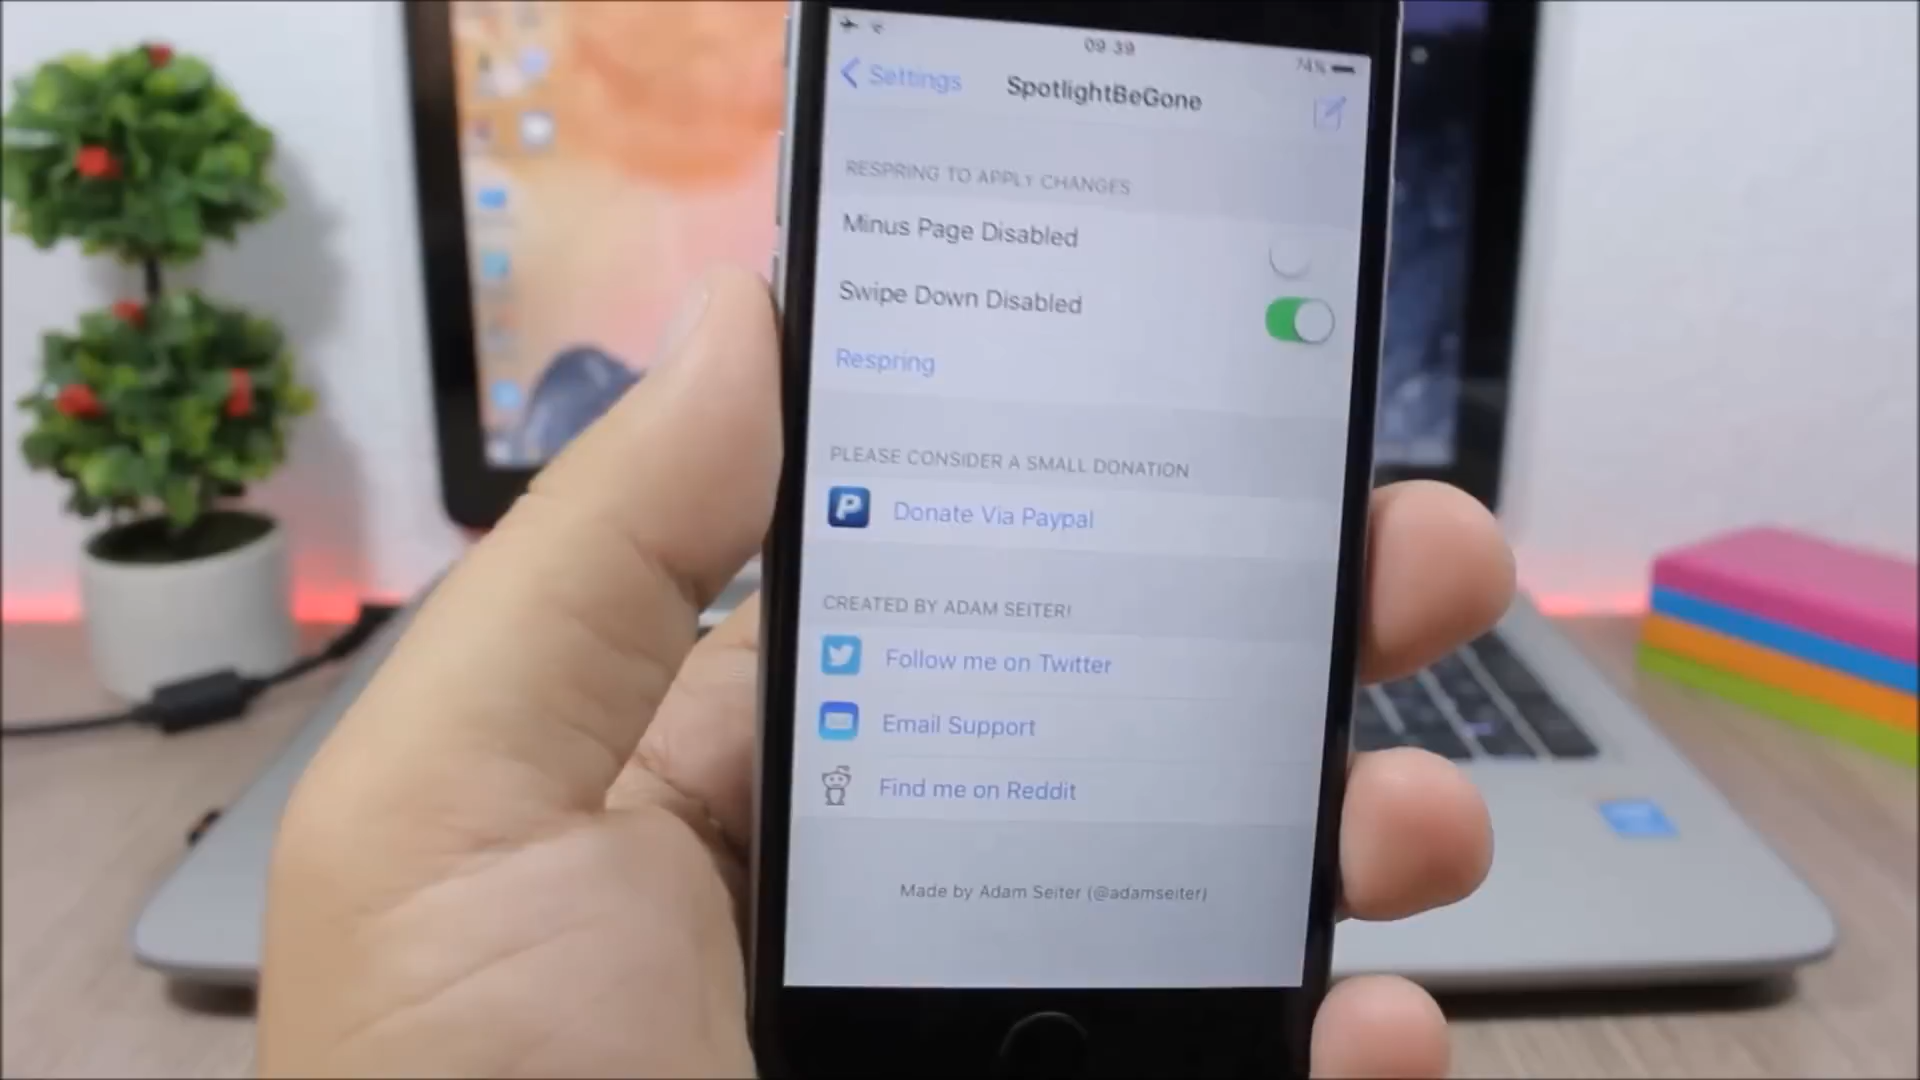 09 39
74%
Settings
SpotlightBeGone
RESPRING TO APPLY CHANGES
Minus Page Disabled
Swipe Down Disabled
Respring
PLEASE CONSIDER A SMALL DONATION
P Donate Via Paypal
CREATED BY ADAM SEITER!
Follow me on Twitter
Email Support
Find me on Reddit
Made by Adam Seiter (@adamseiter)